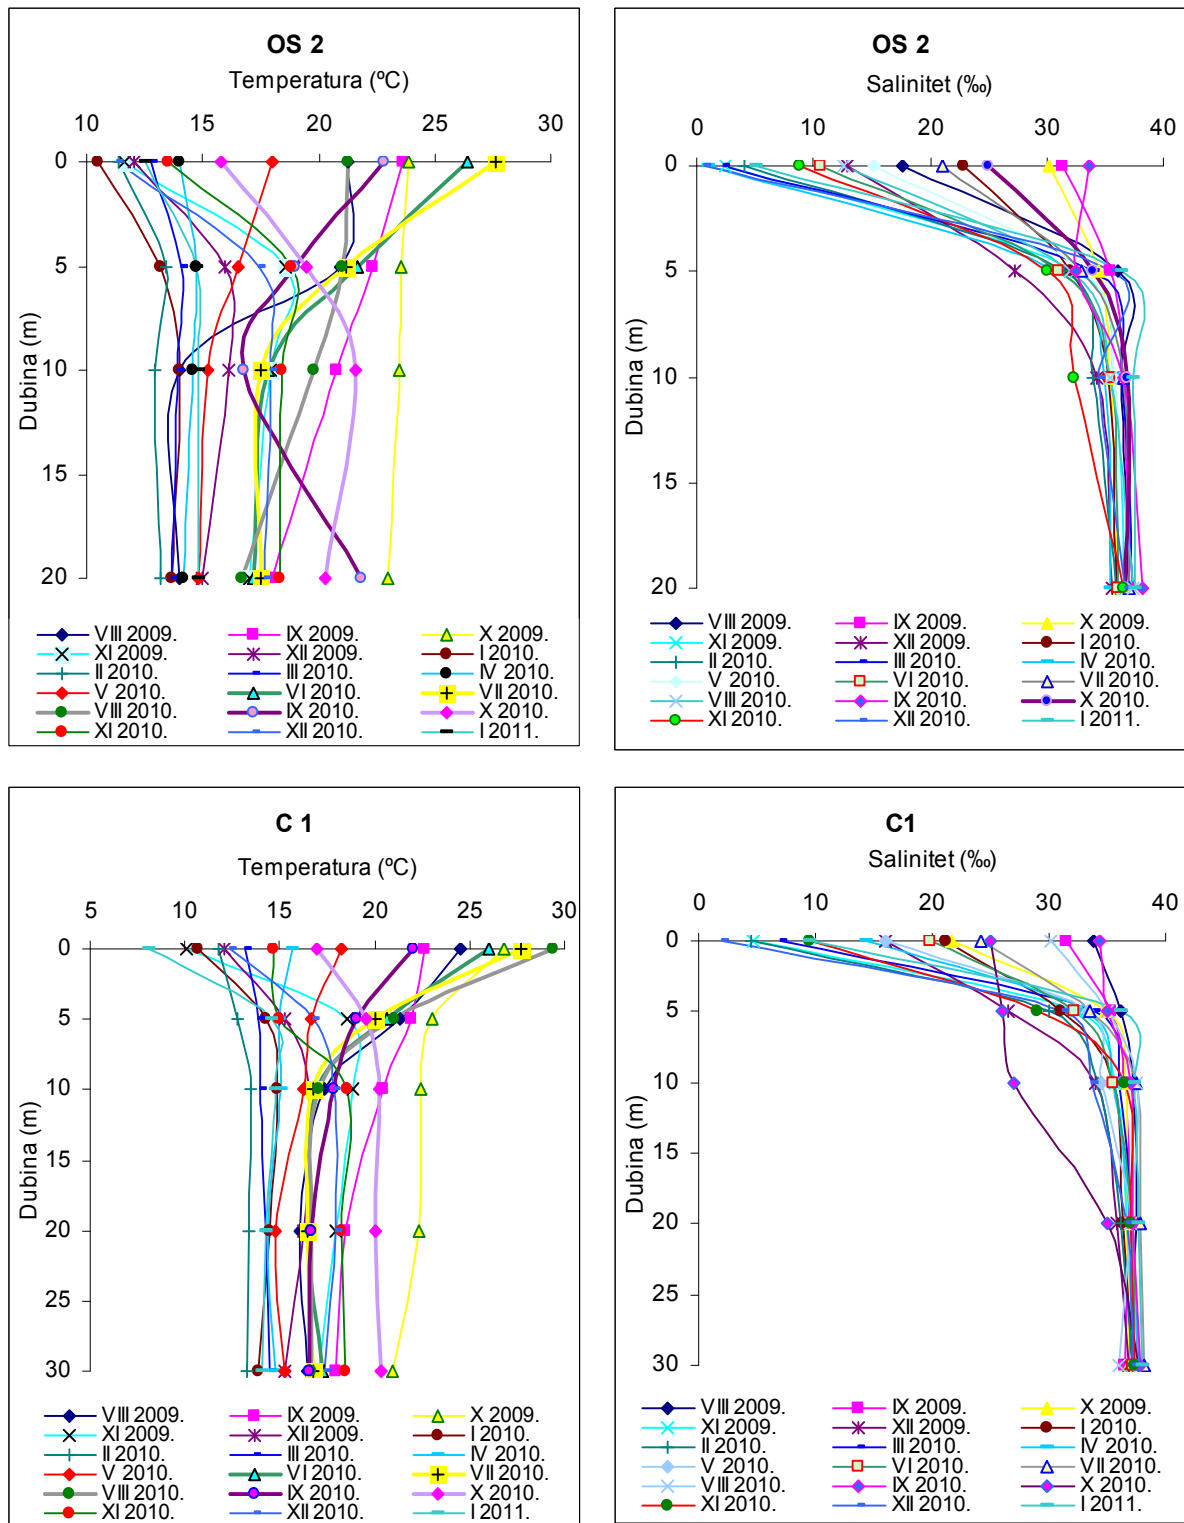 OS 2
Temperatura (ºC)
10 15 20 25 30
0
5
10
15
20
Dubina (m)
VIII 2009. IX 2009. X 2009.
XI 2009. XII 2009. I 2010.
II 2010. III 2010. IV 2010.
V 2010. VI 2010. VII 2010.
VIII 2010. IX 2010. X 2010.
XI 2010. XII 2010. I 2011.
OS 2
Salinitet (‰)
0 10 20 30 40
0
5
10
15
20
Dubina (m)
VIII 2009. IX 2009. X 2009.
XI 2009. XII 2009. I 2010.
II 2010. III 2010. IV 2010.
V 2010. VI 2010. VII 2010.
VIII 2010. IX 2010. X 2010.
XI 2010. XII 2010. I 2011.
C 1
Temperatura (ºC)
5 10 15 20 25 30
0
5
10
15
20
25
30
Dubina (m)
VIII 2009. IX 2009. X 2009.
XI 2009. XII 2009. I 2010.
II 2010. III 2010. IV 2010.
V 2010. VI 2010. VII 2010.
VIII 2010. IX 2010. X 2010.
XI 2010. XII 2010. I 2011.
C1
Salinitet (‰)
0 10 20 30 40
0
5
10
15
20
25
30
Dubina (m)
VIII 2009. IX 2009. X 2009.
XI 2009. XII 2009. I 2010.
II 2010. III 2010. IV 2010.
V 2010. VI 2010. VII 2010.
VIII 2010. IX 2010. X 2010.
XI 2010. XII 2010. I 2011.